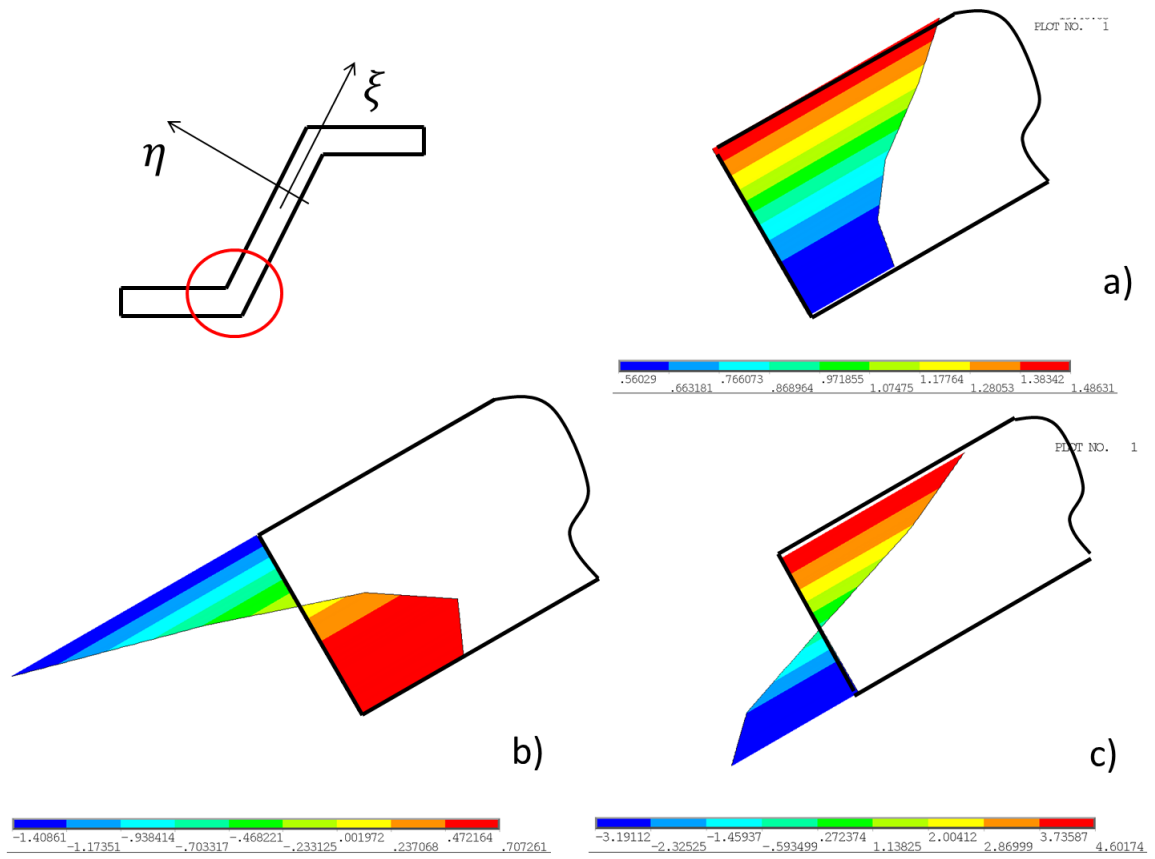 PLOT NO. 1
ξ
η
a)
.56029 .766073 .971855 1.17764 1.38342
.663181 .868964 1.07475 1.28053 1.48631
PLOT NO. 1
b)
c)
-1.40861 -.938414 -.468221 .001972 .472164
-1.17351 -.703317 -.233125 .237068 .707261
-3.19112 -1.45937 .272374 2.00412 3.73587
-2.32525 -.593499 1.13825 2.86999 4.60174